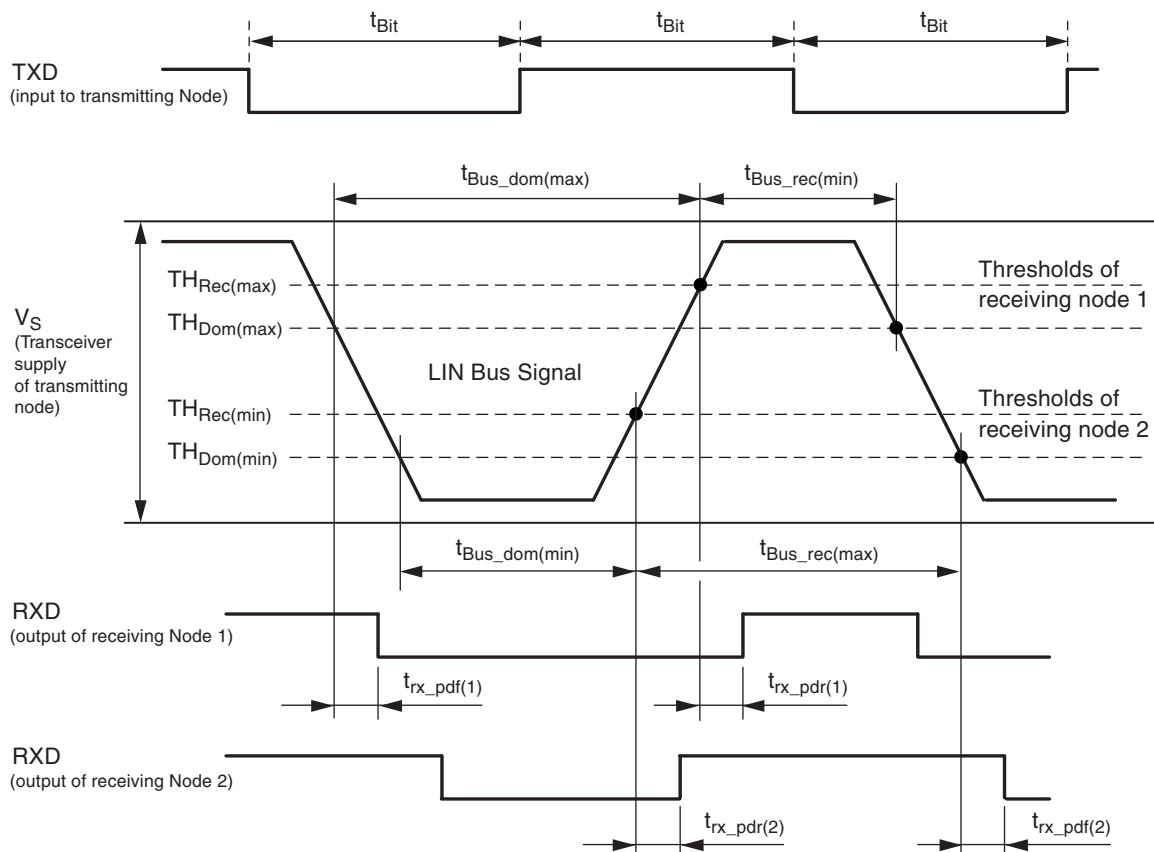 tBit tBit tBit
TXD
(input to transmitting Node)
tBus_dom(max) tBus_rec(min)
THRec(max)
Thresholds of
receiving node 1
THDom(max)
VS
(Transceiver
supply
of transmitting
node)
LIN Bus Signal
THRec(min)
Thresholds of
receiving node 2
THDom(min)
tBus_dom(min) tBus_rec(max)
RXD
(output of receiving Node 1)
trx_pdf(1) trx_pdr(1)
RXD
(output of receiving Node 2)
trx_pdr(2) trx_pdf(2)